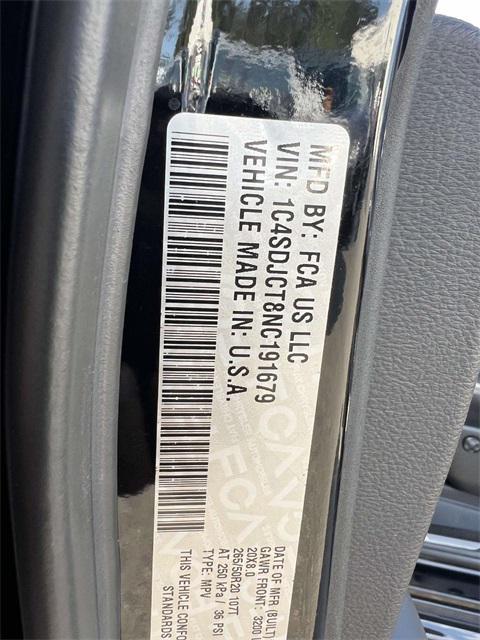 MFD BY: FCA US LLC
VIN: 1C4SDJCT8NC191679
VEHICLE MADE IN: U.S.A.
DATE OF MFR (BUILT)
GAWR FRONT: 3200 L
20X8.0
265/50R20 107T
AT 250 kPa / 36 PSI
TYPE: MPV
THIS VEHICLE CONFO
STANDARDS